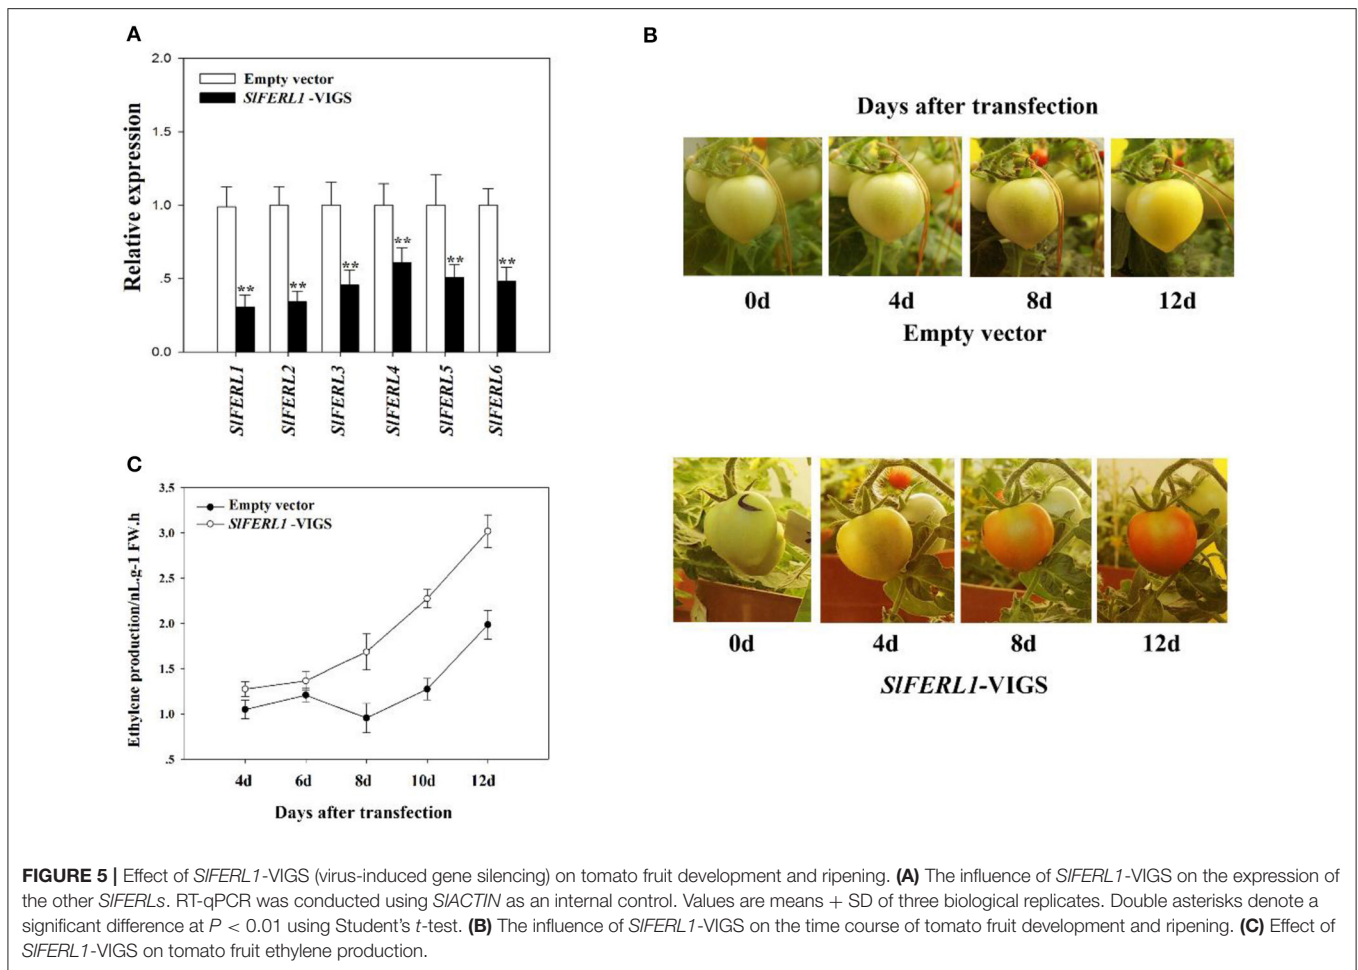 A
2.0
1.5
1.0
.5
0.0
Relative expression
Empty vector
SlFERL1 -VIGS
**
**
**
**
**
**
SlFERL1
SlFERL2
SlFERL3
SlFERL4
SlFERL5
SlFERL6
B
Days after transfection
0d 4d 8d 12d
Empty vector
0d 4d 8d 12d
SlFERL1-VIGS
C
3.5
3.0
2.5
2.0
1.5
1.0
.5
Ethylene production/nL.g-1 FW.h
Empty vector
SlFERL1 -VIGS
4d 6d 8d 10d 12d
Days after transfection
FIGURE 5 | Effect of SlFERL1-VIGS (virus-induced gene silencing) on tomato fruit development and ripening. (A) The influence of SlFERL1-VIGS on the expression of
the other SlFERLs. RT-qPCR was conducted using SlACTIN as an internal control. Values are means + SD of three biological replicates. Double asterisks denote a
significant difference at P < 0.01 using Student's t-test. (B) The influence of SlFERL1-VIGS on the time course of tomato fruit development and ripening. (C) Effect of
SlFERL1-VIGS on tomato fruit ethylene production.